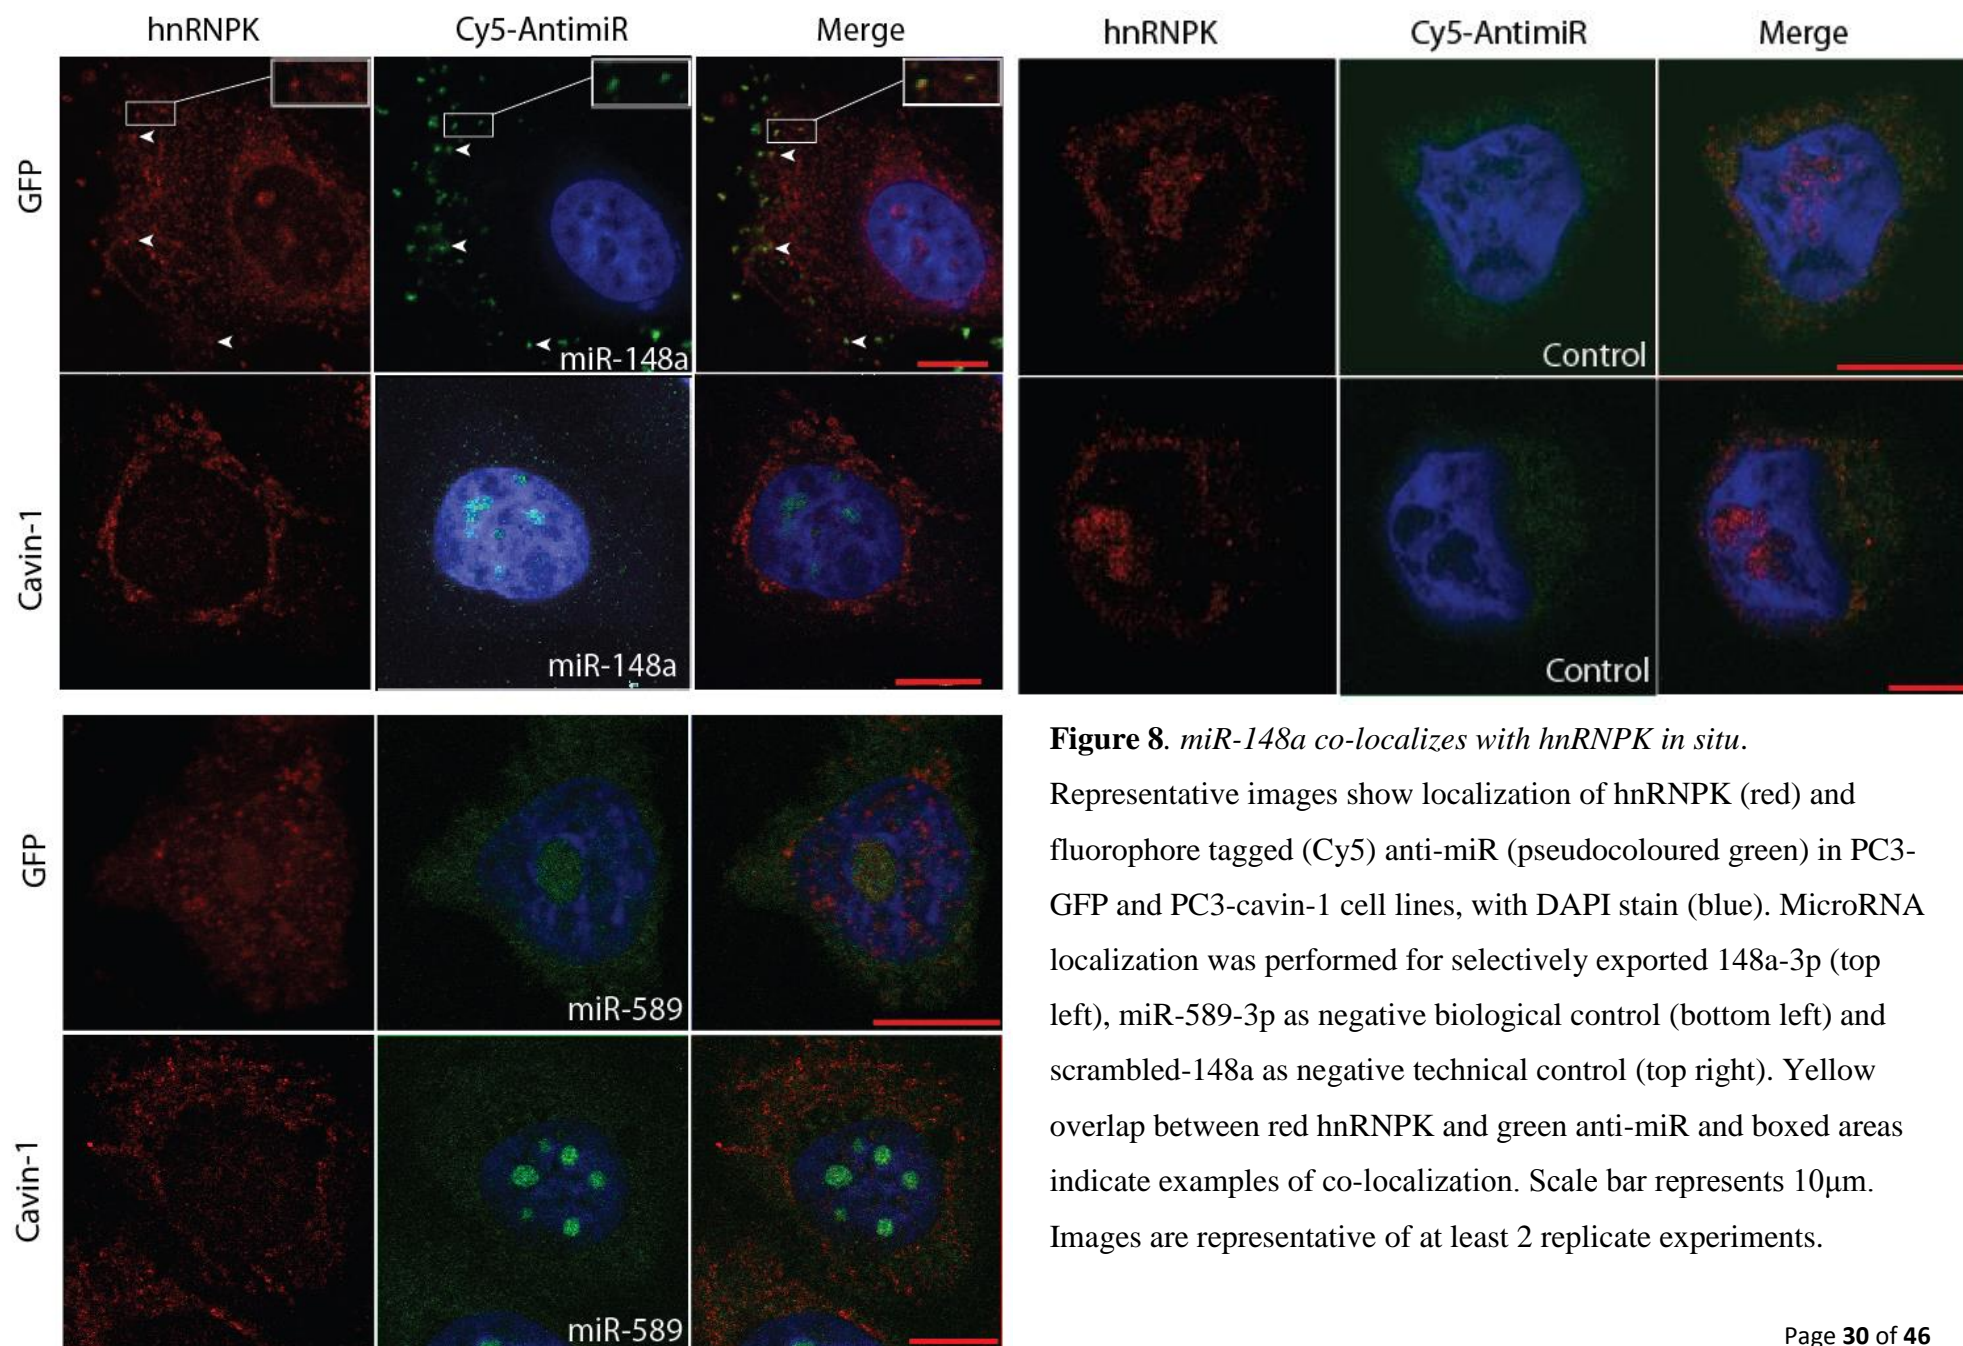 hnRNPK Cy5-AntimiR Merge
GFP
miR-148a
Cavin-1
miR-148a
hnRNPK Cy5-AntimiR Merge
Control
Control
GFP
miR-589
Cavin-1
miR-589
Figure 8. miR-148a co-localizes with hnRNPK in situ.
Representative images show localization of hnRNPK (red) and
fluorophore tagged (Cy5) anti-miR (pseudocoloured green) in PC3-
GFP and PC3-cavin-1 cell lines, with DAPI stain (blue). MicroRNA
localization was performed for selectively exported 148a-3p (top
left), miR-589-3p as negative biological control (bottom left) and
scrambled-148a as negative technical control (top right). Yellow
overlap between red hnRNPK and green anti-miR and boxed areas
indicate examples of co-localization. Scale bar represents 10μm.
Images are representative of at least 2 replicate experiments.
Page 30 of 46